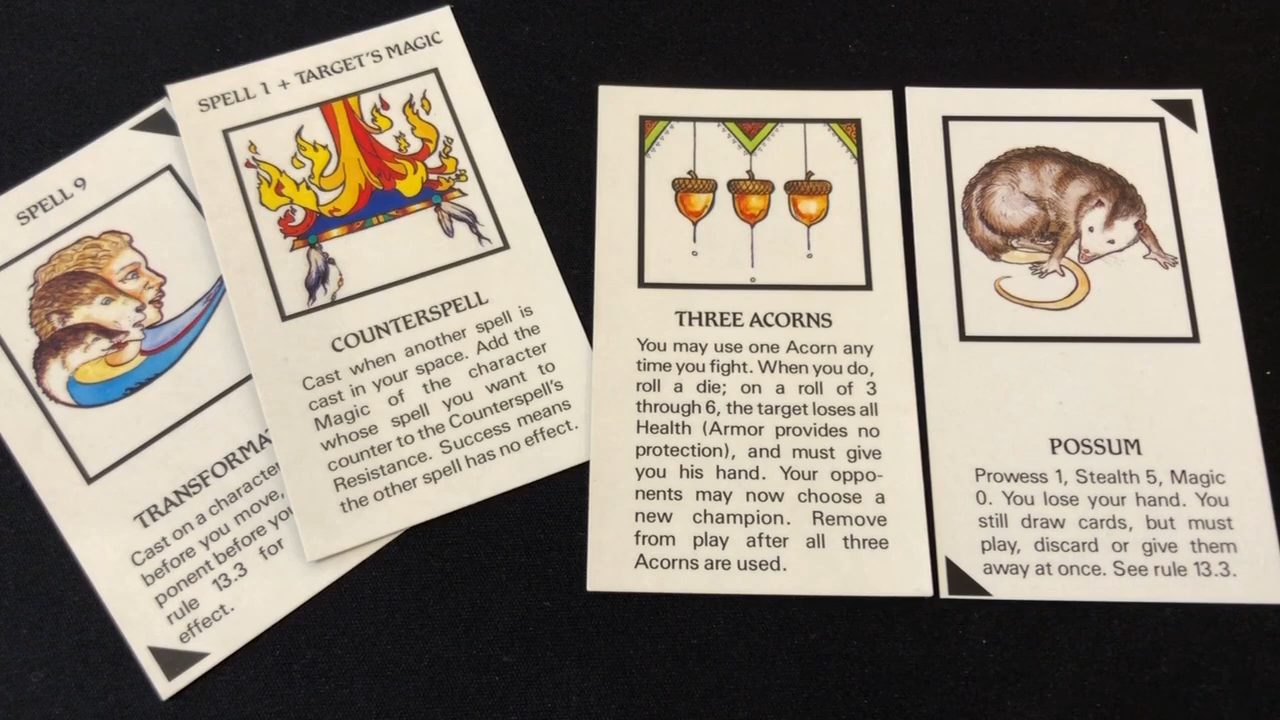 SPELL 9
TRANSFORMA
Cast on a character
before you move,
ponent before you
rule 13.3 for
effect.
SPELL 1 + TARGET'S MAGIC
COUNTERSPELL
Cast when another spell is
cast in your space. Add the
Magic of the character
whose spell you want to
counter to the Counterspell's
Resistance. Success means
the other spell has no effect.
THREE ACORNS
You may use one Acorn any
time you fight. When you do,
roll a die; on a roll of 3
through 6, the target loses all
Health (Armor provides no
protection), and must give
you his hand. Your oppo-
nents may now choose a
new champion. Remove
from play after all three
Acorns are used.
POSSUM
Prowess 1, Stealth 5, Magic
0. You lose your hand. You
still draw cards, but must
play, discard or give them
away at once. See rule 13.3.